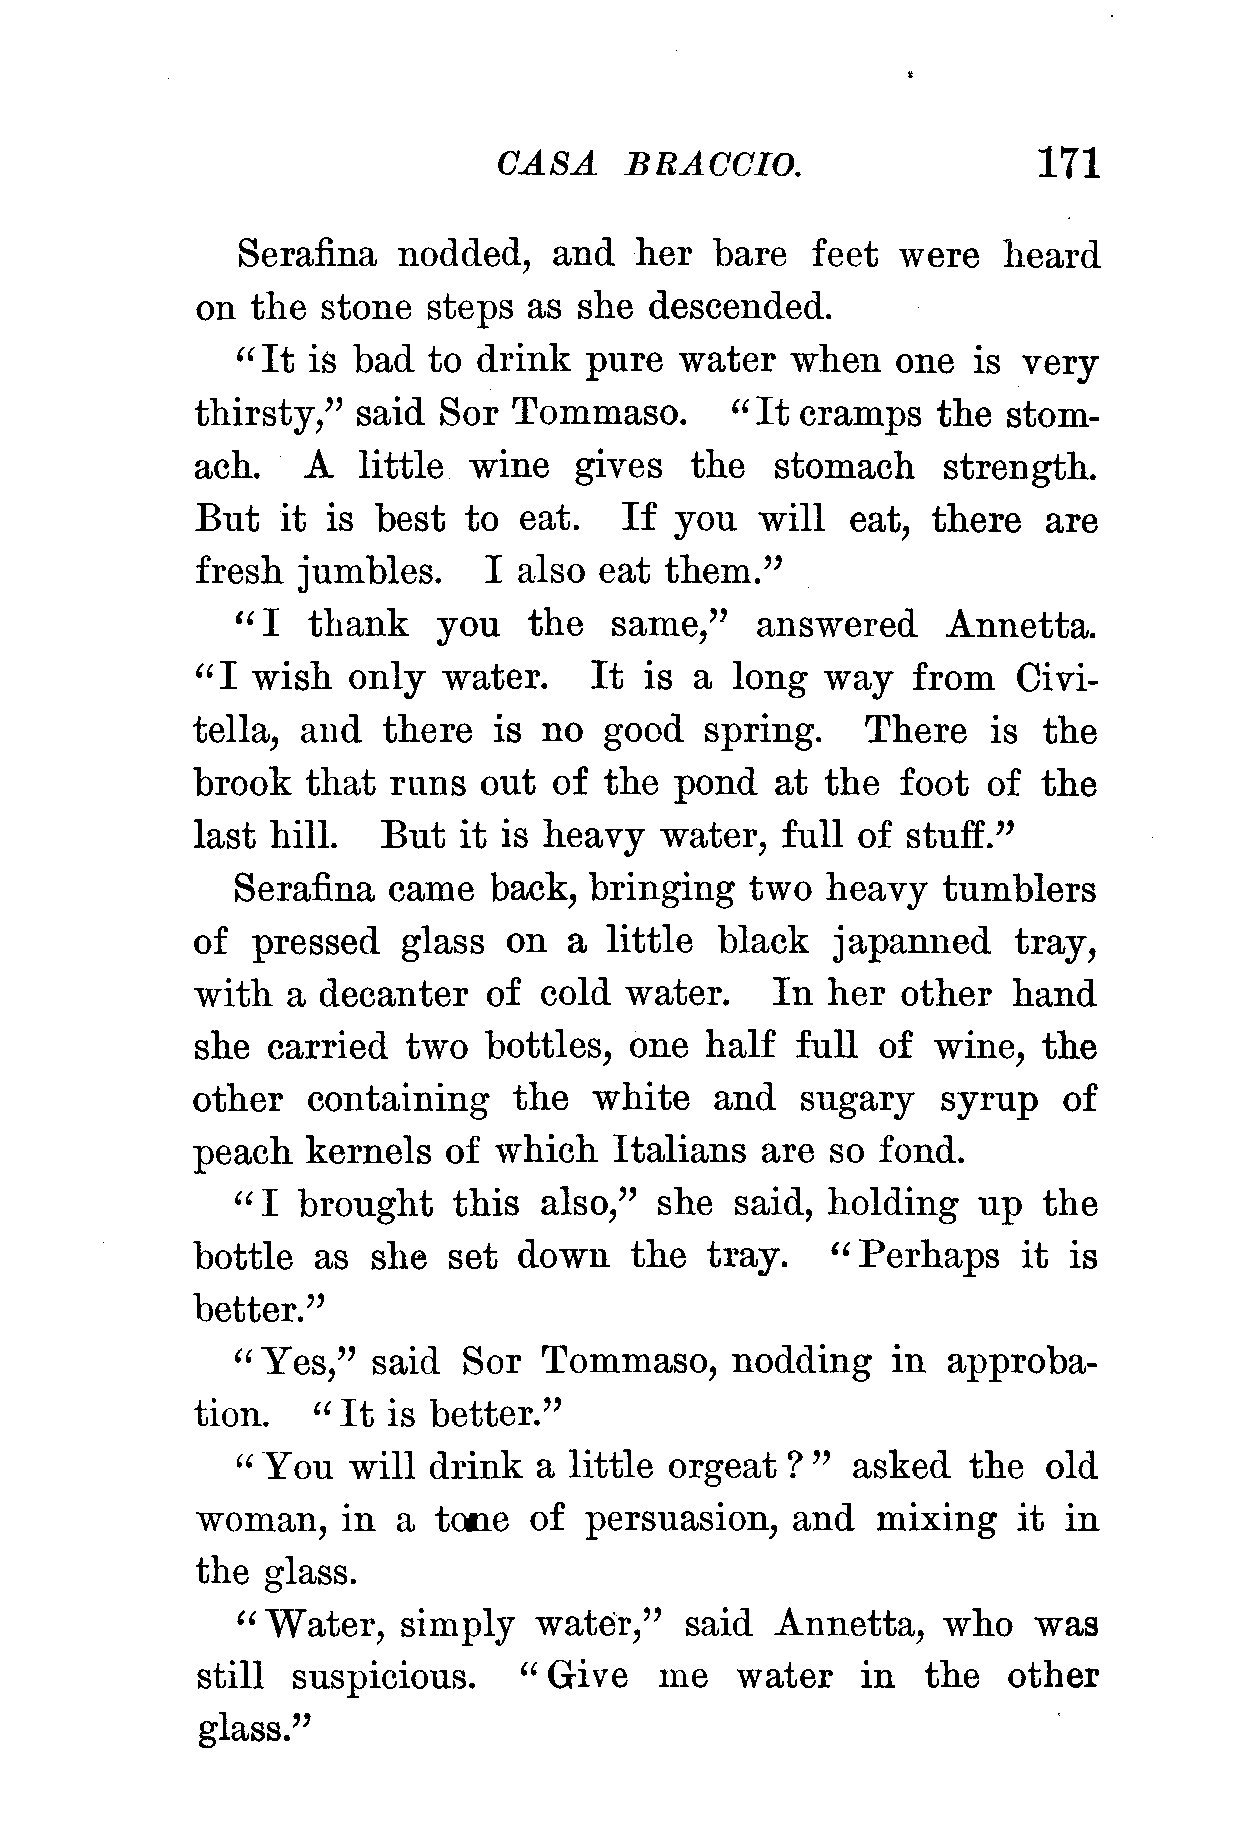 CASA BRACCIO. 171
Serafina nodded, and her bare feet were heard
on the stone steps as she descended.
“It is bad to drink pure water when one is very
thirsty,” said Sor Tommaso. “It cramps the stom-
ach. A little wine gives the stomach strength.
But it is best to eat. If you will eat, there are
fresh jumbles. I also eat them.”
“I thank you the same,” answered Annetta.
“I wish only water. It is a long way from Civi-
tella, and there is no good spring. There is the
brook that runs out of the pond at the foot of the
last hill. But it is heavy water, full of stuff.”
Serafina came back, bringing two heavy tumblers
of pressed glass on a little black japanned tray,
with a decanter of cold water. In her other hand
she carried two bottles, one half full of wine, the
other containing the white and sugary syrup of
peach kernels of which Italians are so fond.
“I brought this also,” she said, holding up the
bottle as she set down the tray. “Perhaps it is
better.”
“Yes,” said Sor Tommaso, nodding in approba-
tion. “It is better.”
“You will drink a little orgeat?” asked the old
woman, in a tone of persuasion, and mixing it in
the glass.
“Water, simply water,” said Annetta, who was
still suspicious. “Give me water in the other
glass.”